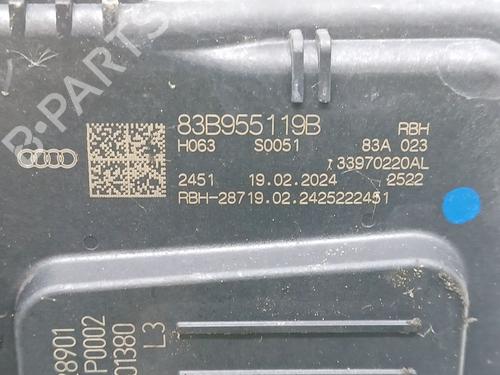 B-PARTS
83B955119B RBH
H063 S0051 83A 023
33970220AL
2451 19.02.2024 2522
RBH-28719.02.2425222451
28901
P0002
01380
L3